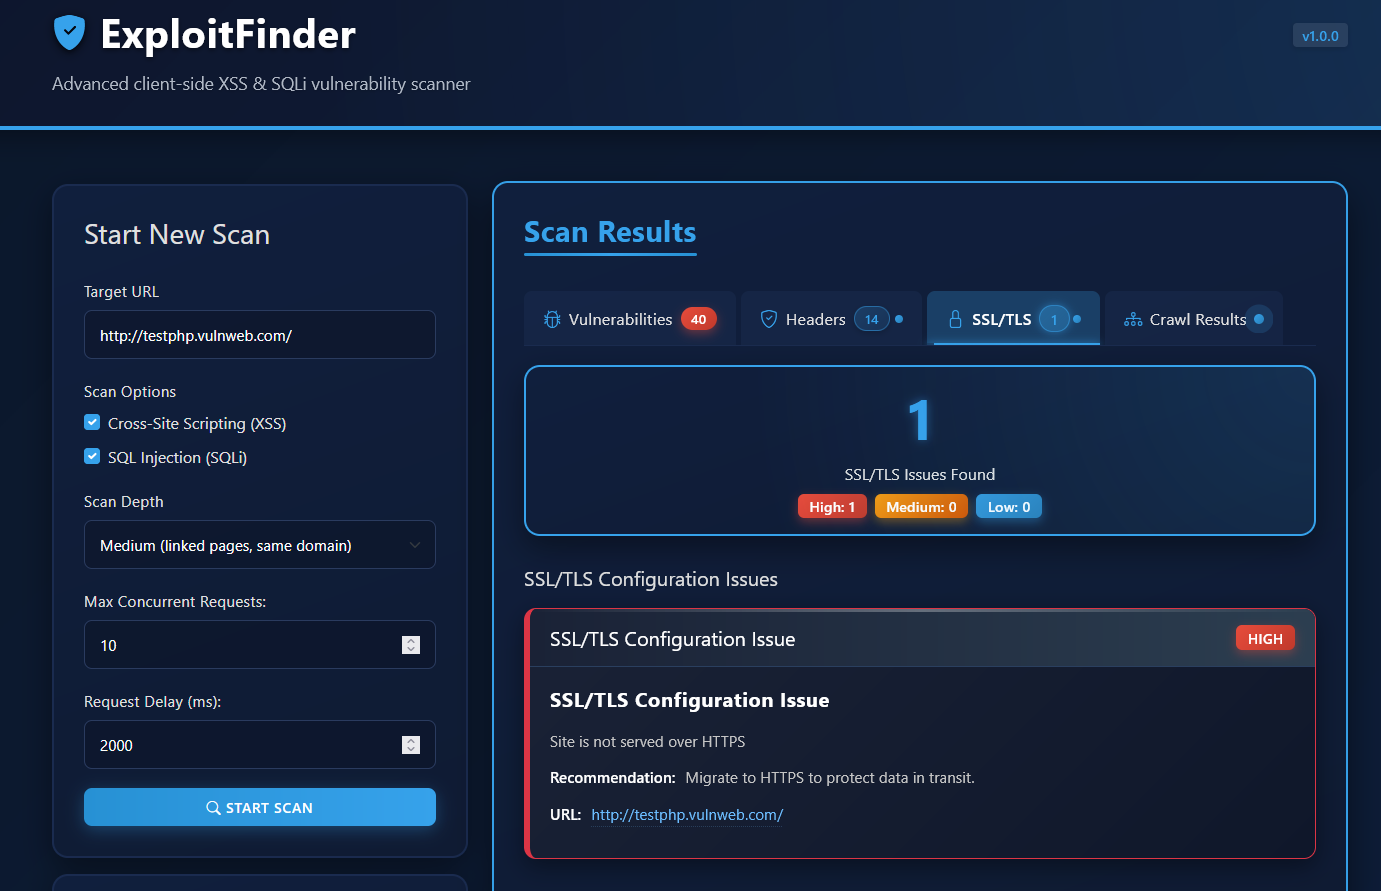 ExploitFinder
v1.0.0
Advanced client-side XSS & SQLi vulnerability scanner
Start New Scan
Target URL
http://testphp.vulnweb.com/
Scan Options
Cross-Site Scripting (XSS)
SQL Injection (SQLi)
Scan Depth
Medium (linked pages, same domain)
Max Concurrent Requests:
10
Request Delay (ms):
2000
START SCAN
Scan Results
Vulnerabilities 40
Headers 14
SSL/TLS 1
Crawl Results
1
SSL/TLS Issues Found
High: 1 Medium: 0 Low: 0
SSL/TLS Configuration Issues
SSL/TLS Configuration Issue HIGH
SSL/TLS Configuration Issue
Site is not served over HTTPS
Recommendation: Migrate to HTTPS to protect data in transit.
URL: http://testphp.vulnweb.com/